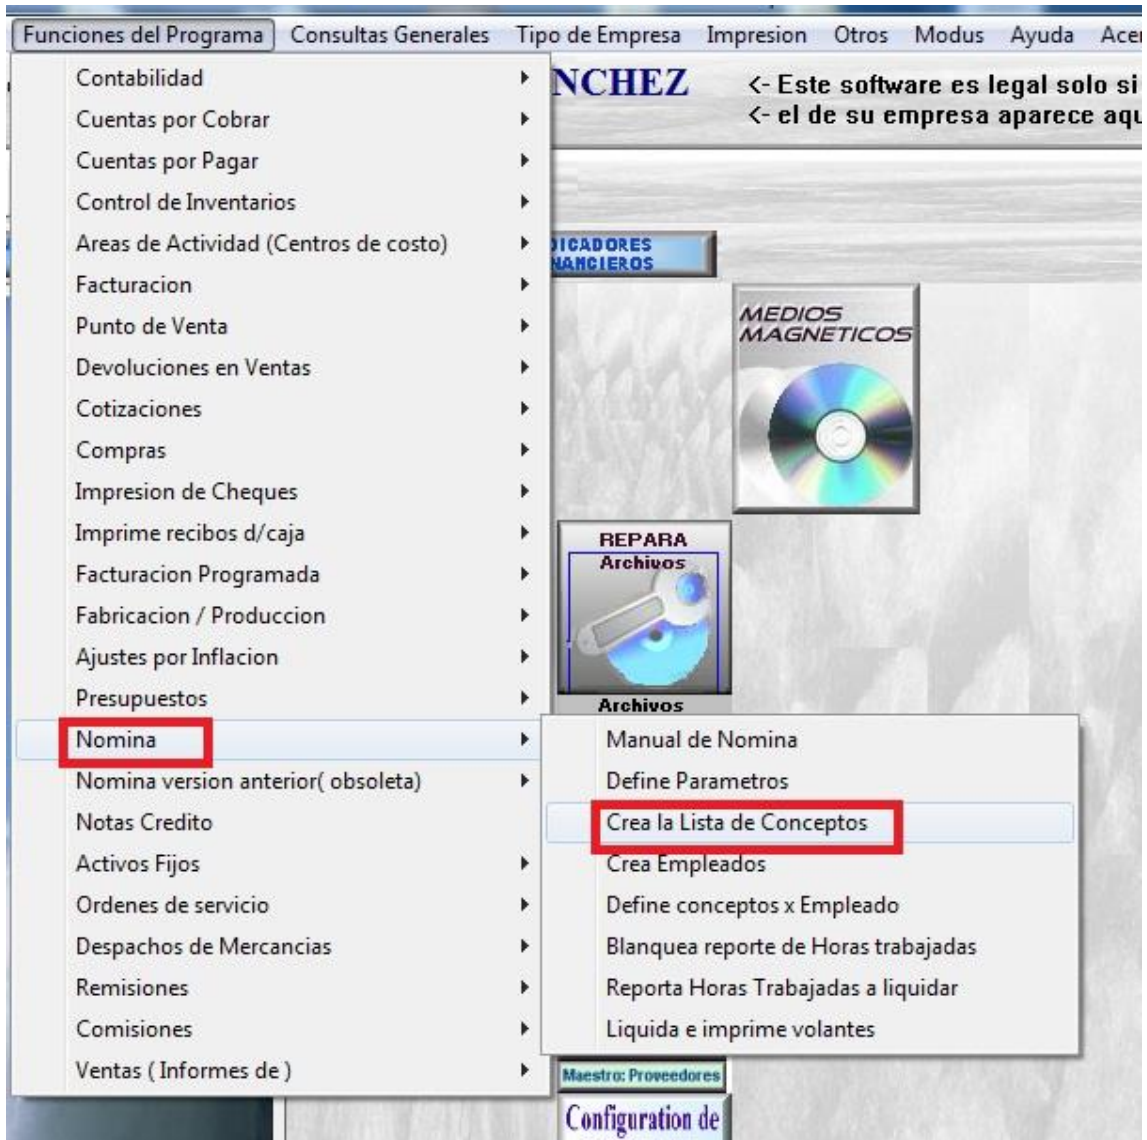 Funciones del Programa Consultas Generales Tipo de Empresa Impresion Otros Modus Ayuda
NCHEZ <- Este software es legal solo si
<- el de su empresa aparece
Contabilidad
Cuentas por Cobrar
Cuentas por Pagar
Control de Inventarios
Areas de Actividad (Centros de costo)
Facturacion
Punto de Venta
Devoluciones en Ventas
Cotizaciones
Compras
Impresion de Cheques
Imprime recibos d/caja
Facturacion Programada
Fabricacion / Produccion
Ajustes por Inflacion
Presupuestos
Nomina
Nomina version anterior( obsoleta)
Notas Credito
Activos Fijos
Ordenes de servicio
Despachos de Mercancias
Remisiones
Comisiones
Ventas ( Informes de )
DICADORES
NANCIEROS
MEDIOS
MAGNETICOS
REPARA
Archivos
Archivos
Manual de Nomina
Define Parametros
Crea la Lista de Conceptos
Crea Empleados
Define conceptos x Empleado
Blanquea reporte de Horas trabajadas
Reporta Horas Trabajadas a liquidar
Liquida e imprime volantes
Maestro: Proveedores
Configuration de